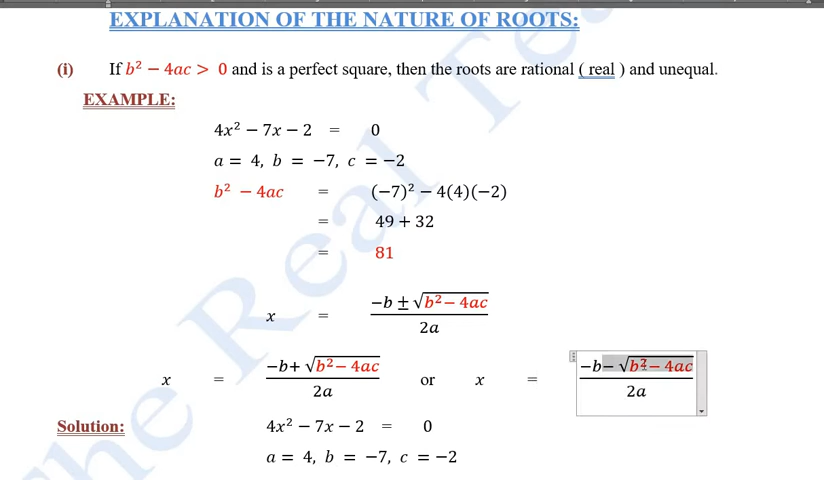 EXPLANATION OF THE NATURE OF ROOTS:
(i) If b² − 4ac > 0 and is a perfect square, then the roots are rational ( real ) and unequal.
EXAMPLE:
4x² − 7x − 2 = 0
a = 4, b = −7, c = −2
b² − 4ac = (−7)² − 4(4)(−2)
= 49 + 32
= 81
x = (−b ± √b² − 4ac) / 2a
x = (−b+ √b² − 4ac) / 2a or x = (−b− √b² − 4ac) / 2a
Solution: 4x² − 7x − 2 = 0
a = 4, b = −7, c = −2
The Real Tea